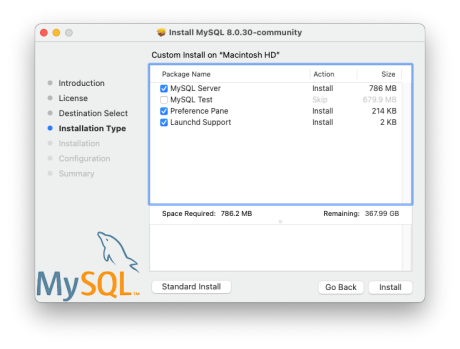 Install MySQL 8.0.30-community
Custom Install on "Macintosh HD"
Introduction
License
Destination Select
Installation Type
Installation
Configuration
Summary
Package Name Action Size
MySQL Server Install 786 MB
MySQL Test Skip 679.9 MB
Preference Pane Install 214 KB
Launchd Support Install 2 KB
Space Required: 786.2 MB Remaining: 367.99 GB
MySQL™
Standard Install Go Back Install